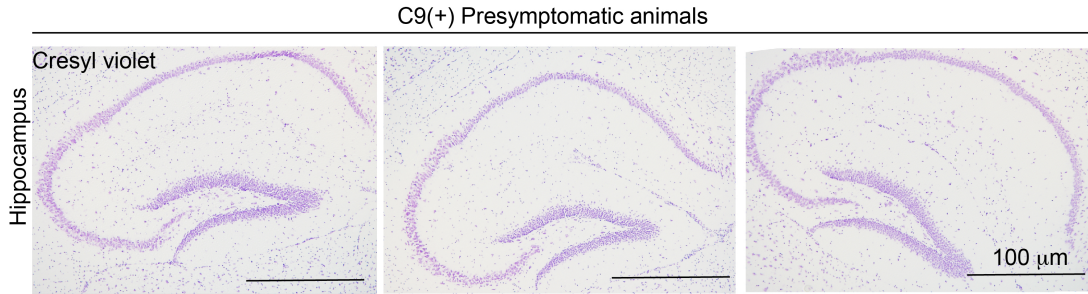 C9(+) Presymptomatic animals
Cresyl violet
Hippocampus
100 μm